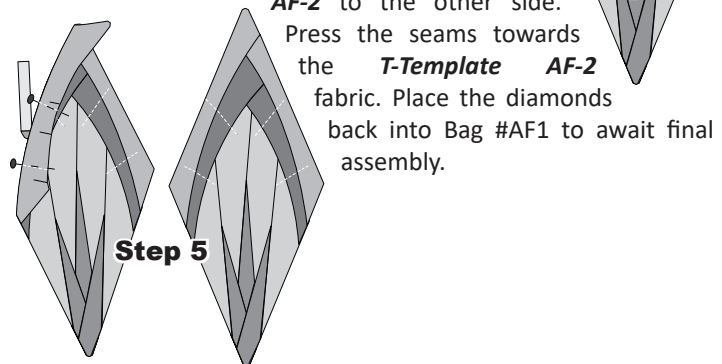 AF-2 to the other side.
Press the seams towards
the T-Template AF-2
fabric. Place the diamonds
back into Bag #AF1 to await final
assembly.
Step 5